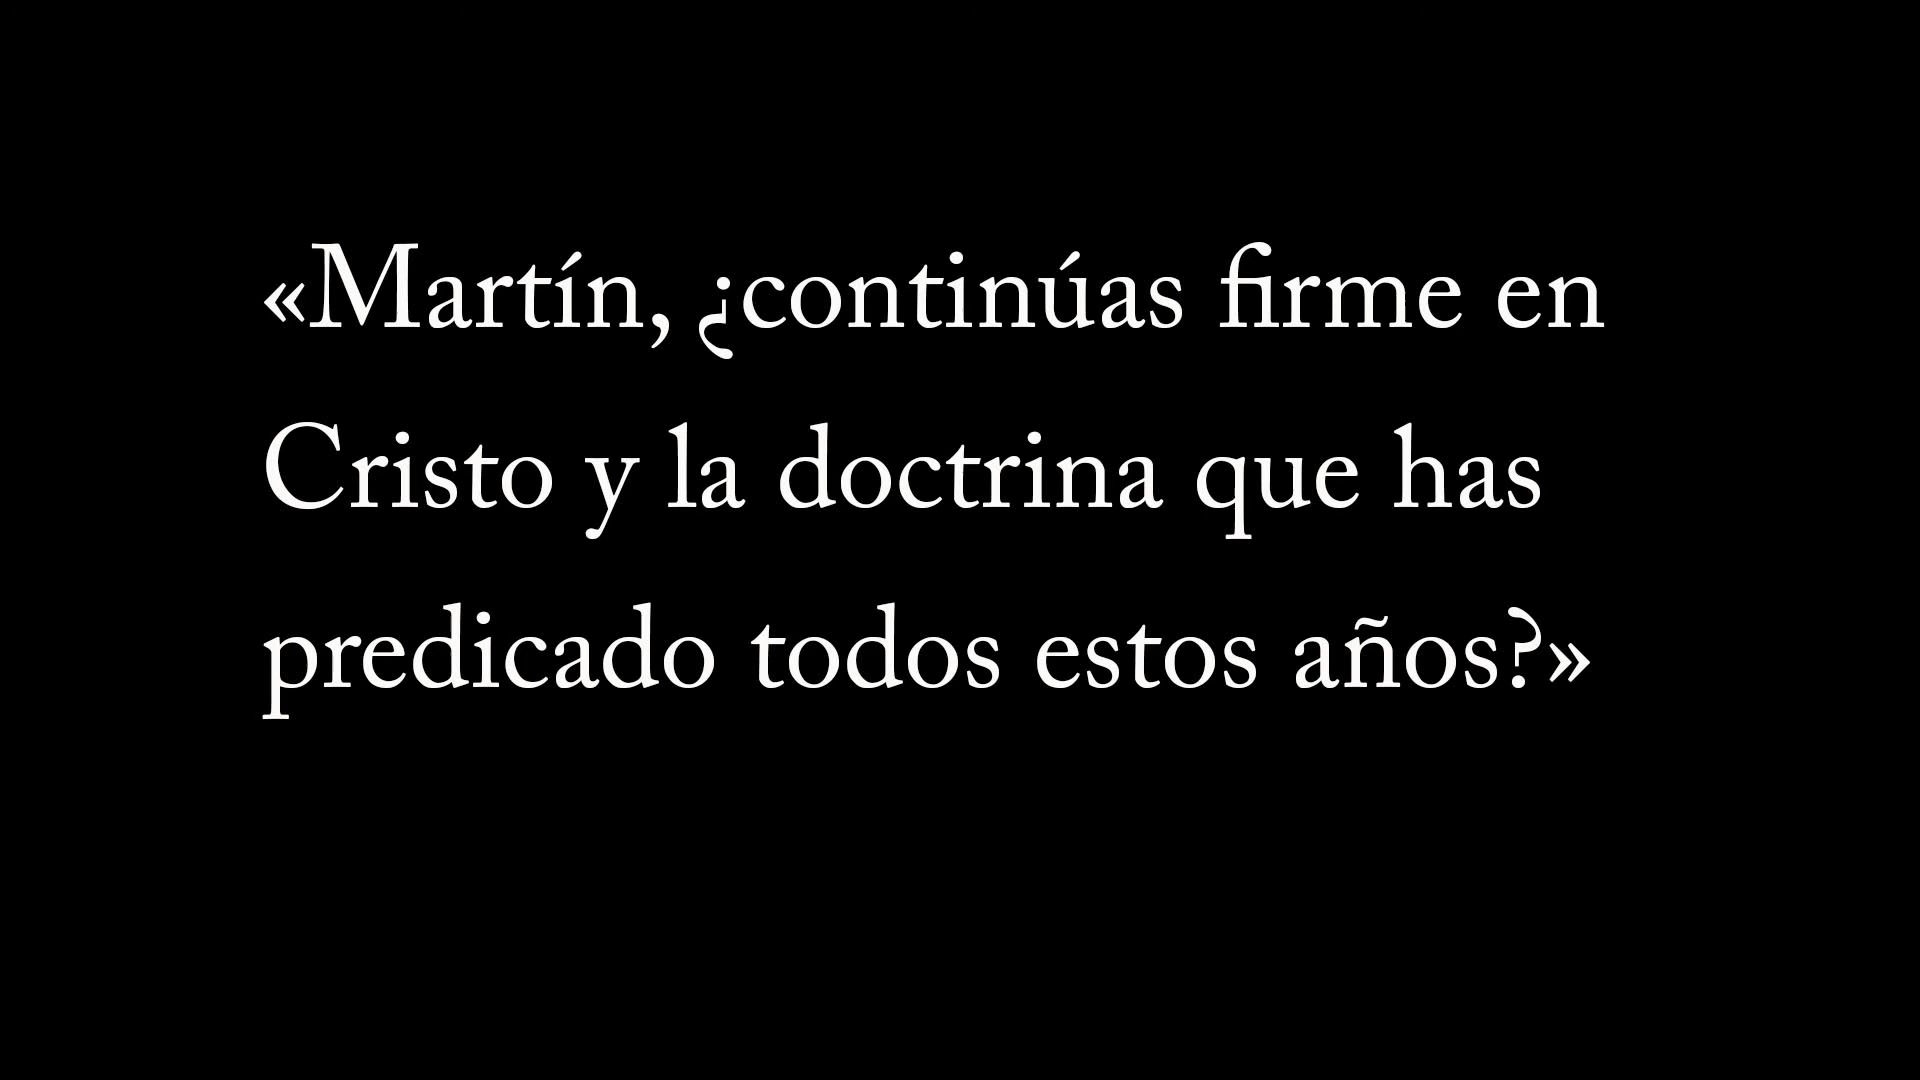 «Martín, ¿continúas firme en
Cristo y la doctrina que has
predicado todos estos años?»